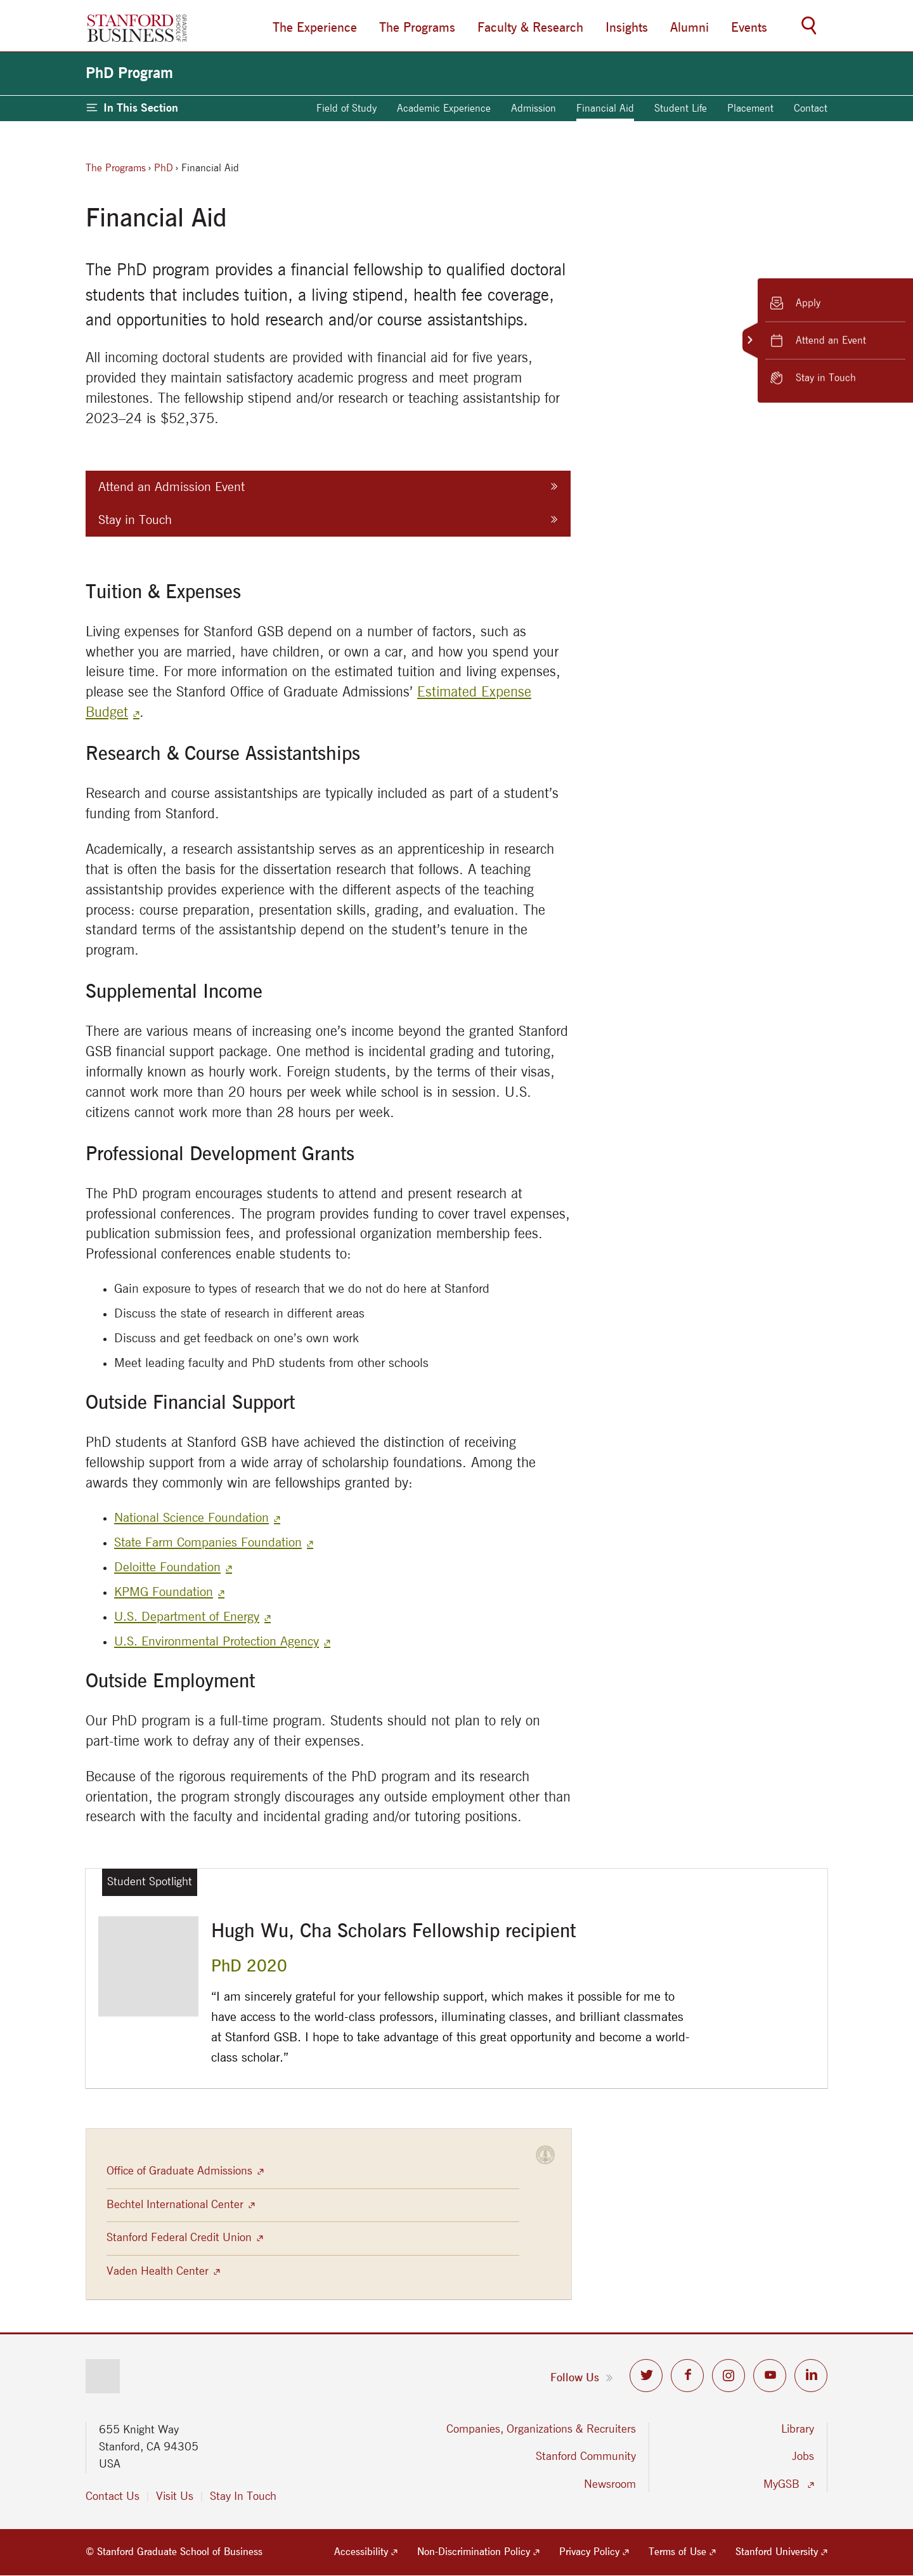 STANFORD
BUSINESS
GRADUATE
SCHOOL OF
The Experience
The Programs
Faculty & Research
Insights
Alumni
Events
PhD Program
In This Section
Field of Study
Academic Experience
Admission
Financial Aid
Student Life
Placement
Contact
The Programs › PhD › Financial Aid
Financial Aid
The PhD program provides a financial fellowship to qualified doctoral
students that includes tuition, a living stipend, health fee coverage,
and opportunities to hold research and/or course assistantships.
Apply
Attend an Event
Stay in Touch
All incoming doctoral students are provided with financial aid for five years,
provided they maintain satisfactory academic progress and meet program
milestones. The fellowship stipend and/or research or teaching assistantship for
2023–24 is $52,375.
Attend an Admission Event
Stay in Touch
Tuition & Expenses
Living expenses for Stanford GSB depend on a number of factors, such as
whether you are married, have children, or own a car, and how you spend your
leisure time. For more information on the estimated tuition and living expenses,
please see the Stanford Office of Graduate Admissions’ Estimated Expense
Budget .
Research & Course Assistantships
Research and course assistantships are typically included as part of a student’s
funding from Stanford.
Academically, a research assistantship serves as an apprenticeship in research
that is often the basis for the dissertation research that follows. A teaching
assistantship provides experience with the different aspects of the teaching
process: course preparation, presentation skills, grading, and evaluation. The
standard terms of the assistantship depend on the student’s tenure in the
program.
Supplemental Income
There are various means of increasing one’s income beyond the granted Stanford
GSB financial support package. One method is incidental grading and tutoring,
informally known as hourly work. Foreign students, by the terms of their visas,
cannot work more than 20 hours per week while school is in session. U.S.
citizens cannot work more than 28 hours per week.
Professional Development Grants
The PhD program encourages students to attend and present research at
professional conferences. The program provides funding to cover travel expenses,
publication submission fees, and professional organization membership fees.
Professional conferences enable students to:
• Gain exposure to types of research that we do not do here at Stanford
• Discuss the state of research in different areas
• Discuss and get feedback on one’s own work
• Meet leading faculty and PhD students from other schools
Outside Financial Support
PhD students at Stanford GSB have achieved the distinction of receiving
fellowship support from a wide array of scholarship foundations. Among the
awards they commonly win are fellowships granted by:
• National Science Foundation
• State Farm Companies Foundation
• Deloitte Foundation
• KPMG Foundation
• U.S. Department of Energy
• U.S. Environmental Protection Agency
Outside Employment
Our PhD program is a full-time program. Students should not plan to rely on
part-time work to defray any of their expenses.
Because of the rigorous requirements of the PhD program and its research
orientation, the program strongly discourages any outside employment other than
research with the faculty and incidental grading and/or tutoring positions.
Student Spotlight
Hugh Wu, Cha Scholars Fellowship recipient
PhD 2020
“I am sincerely grateful for your fellowship support, which makes it possible for me to
have access to the world-class professors, illuminating classes, and brilliant classmates
at Stanford GSB. I hope to take advantage of this great opportunity and become a world-
class scholar.”
Office of Graduate Admissions
Bechtel International Center
Stanford Federal Credit Union
Vaden Health Center
Follow Us
655 Knight Way
Stanford, CA 94305
USA
Contact Us
Visit Us
Stay In Touch
Companies, Organizations & Recruiters
Stanford Community
Newsroom
Library
Jobs
MyGSB
© Stanford Graduate School of Business
Accessibility
Non-Discrimination Policy
Privacy Policy
Terms of Use
Stanford University